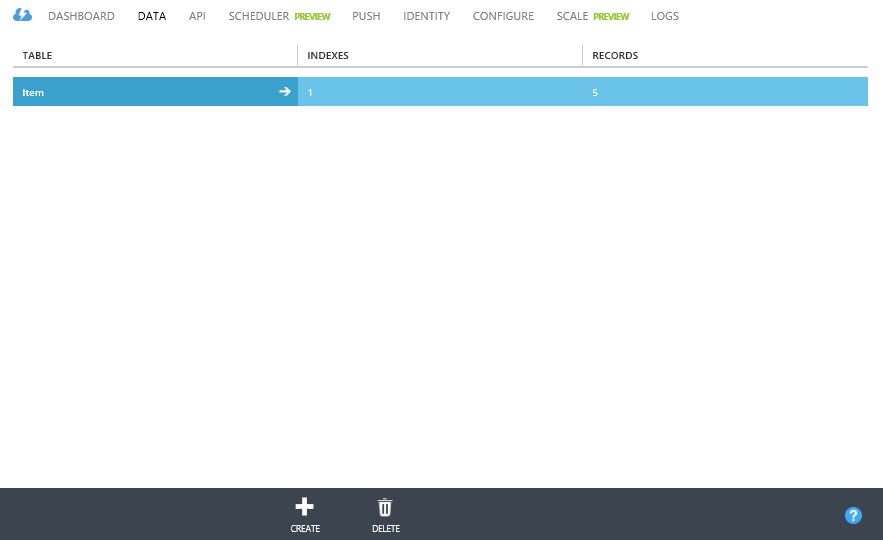 DASHBOARD DATA API SCHEDULER PREVIEW PUSH IDENTITY CONFIGURE SCALE PREVIEW LOGS
TABLE INDEXES RECORDS
Item 1 5
CREATE DELETE ?